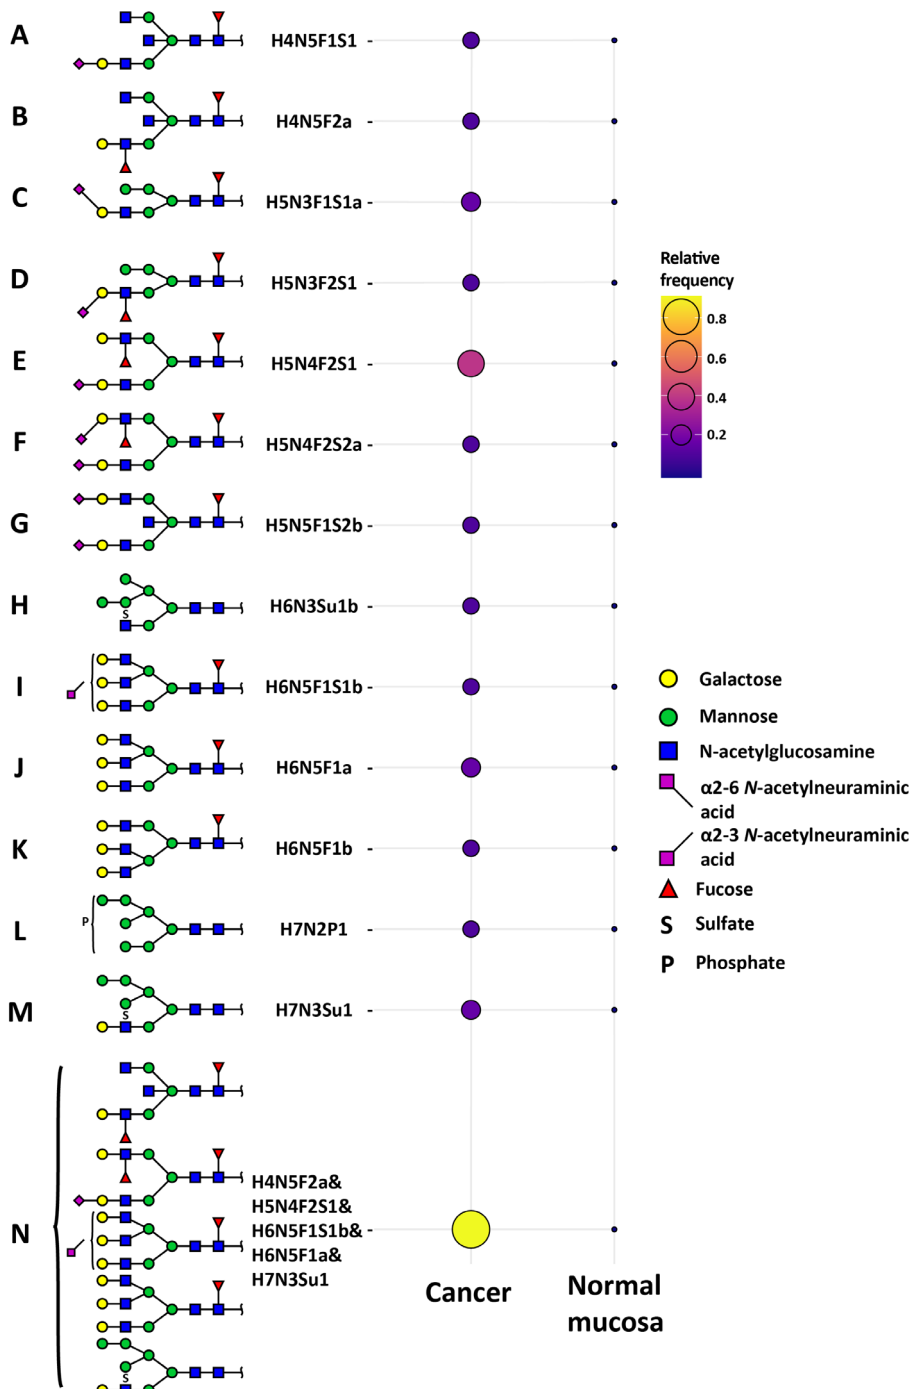 A
H4N5F1S1 -
B
H4N5F2a -
C
H5N3F1S1a -
D
H5N3F2S1 -
E
H5N4F2S1 -
F
H5N4F2S2a -
G
H5N5F1S2b -
H
S
H6N3Su1b -
I
H6N5F1S1b -
J
H6N5F1a -
K
H6N5F1b -
L
P
H7N2P1 -
M
S
H7N3Su1 -
N
H4N5F2a&
H5N4F2S1&
H6N5F1S1b& -
H6N5F1a&
H7N3Su1
S
Cancer
Normal
mucosa
Relative
frequency
0.8
0.6
0.4
0.2
Galactose
Mannose
N-acetylglucosamine
α2-6 N-acetylneuraminic
acid
α2-3 N-acetylneuraminic
acid
Fucose
S Sulfate
P Phosphate